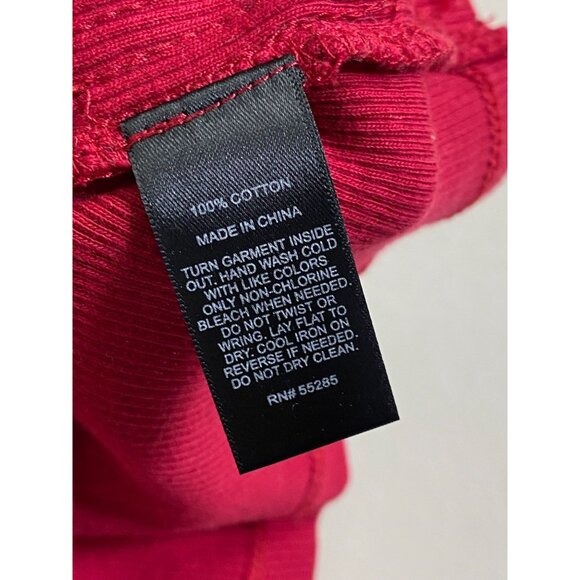 100% COTTON
MADE IN CHINA
TURN GARMENT INSIDE
OUT. HAND WASH COLD
WITH LIKE COLORS
ONLY NON-CHLORINE
BLEACH WHEN NEEDED.
DO NOT TWIST OR
WRING. LAY FLAT TO
DRY. COOL IRON ON
REVERSE IF NEEDED.
DO NOT DRY CLEAN.
RN# 55285